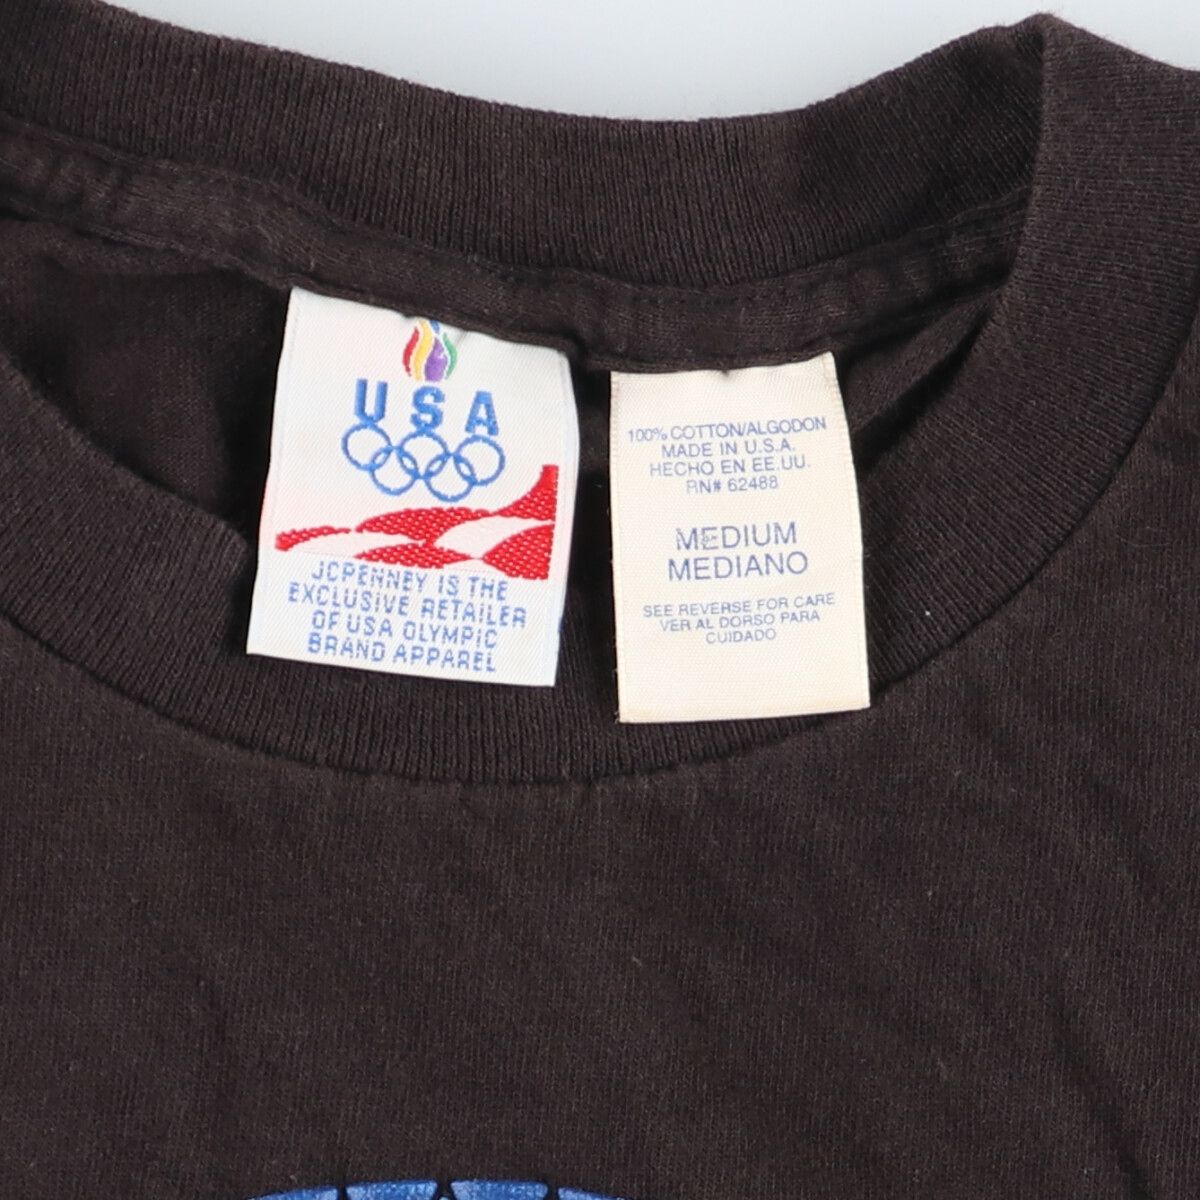 USA
JCPENNEY IS THE
EXCLUSIVE RETAILER
OF USA OLYMPIC
BRAND APPAREL
100% COTTON/ALGODON
MADE IN U.S.A.
HECHO EN EE.UU.
RN# 62488
MEDIUM
MEDIANO
SEE REVERSE FOR CARE
VER AL DORSO PARA
CUIDADO